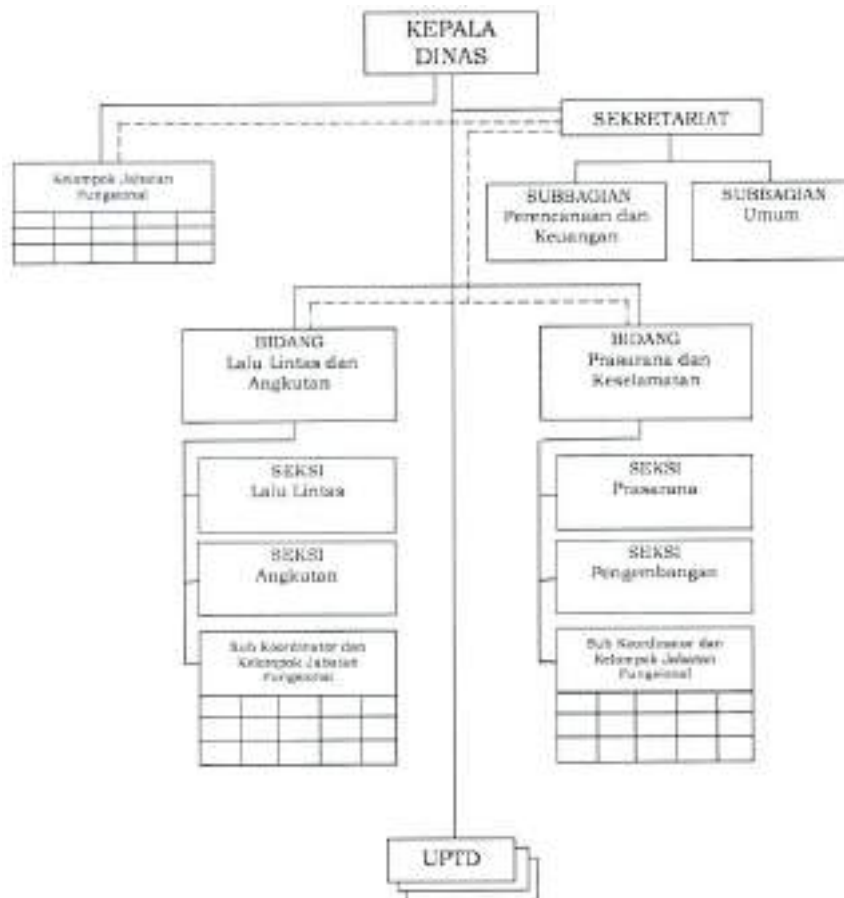 KEPALA
DINAS
SEKRETARIAT
Kelompok Jabatan
Fungsional
SUBBAGIAN
Perencanaan dan
Keuangan
SUBBAGIAN
Umum
BIDANG
Lalu Lintas dan
Angkutan
BIDANG
Prasarana dan
Keselamatan
SEKSI
Lalu Lintas
SEKSI
Angkutan
Sub Koordinator dan
Kelompok Jabatan
Fungsional
SEKSI
Prasarana
SEKSI
Pengembangan
Sub Koordinator dan
Kelompok Jabatan
Fungsional
UPTD